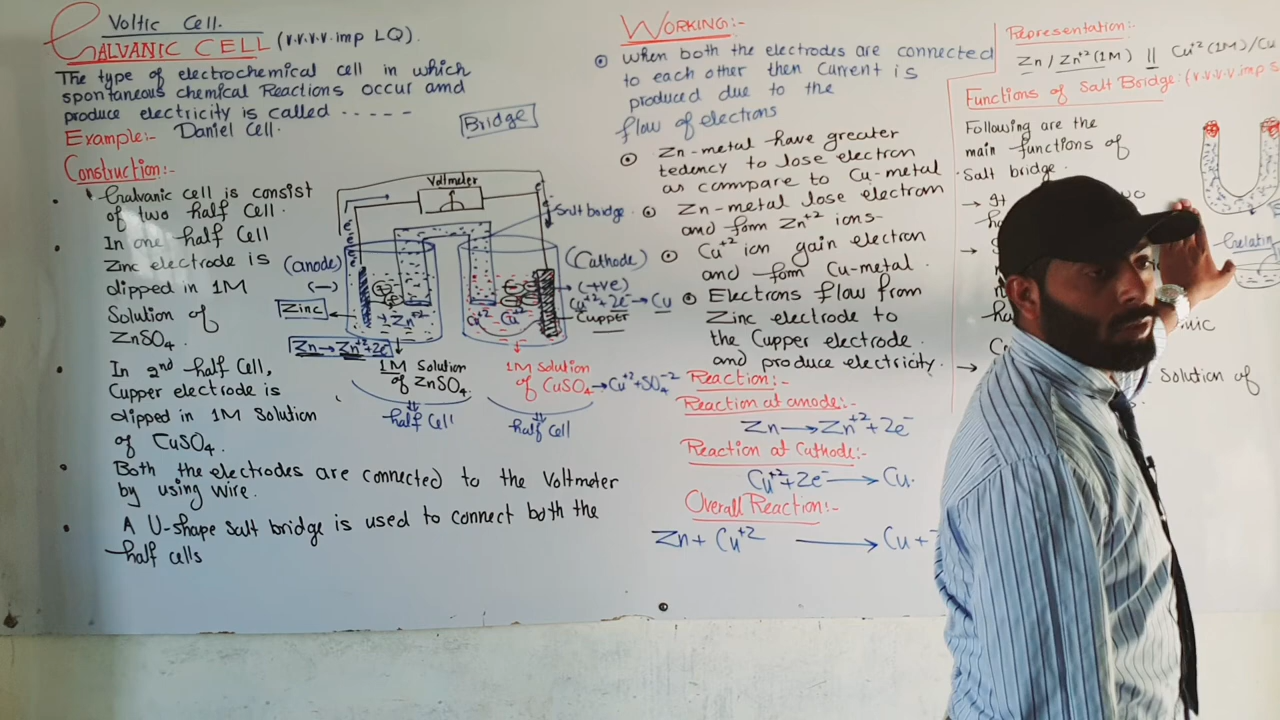 Voltic Cell.
GALVANIC CELL (v.v.v.v.imp LQ).
The type of electrochemical cell in which
spontaneous chemical Reactions occur and
produce electricity is called -----
Example:- Daniel Cell.
Construction:-
Galvanic cell is consist
of two half Cell.
In one half Cell
Zinc electrode is
dipped in 1M
Solution of
ZnSO4.
In 2nd half Cell,
Cupper electrode is
dipped in 1M Solution
of CuSO4.
Both the electrodes are connected to the Voltmeter
by using wire.
A U-shape salt bridge is used to connect both the
half cells
Bridge
Voltmeter
Salt bridge
(anode)
(-)
Zinc
Zn→Zn+2+2e-
Zn+2
Cu+2
Cu+2
(Cathode)
(+ve)
Cu+2+2e-→Cu
Cupper
1M Solution
of ZnSO4.
half Cell
1M Solution
of CuSO4→Cu+2+SO4-2
half Cell
WORKING:-
when both the electrodes are connected
to each other then Current is
produced due to the
flow of electrons
Zn-metal have greater
tedency to lose electron
as compare to Cu-metal
Zn-metal lose electron
and form Zn+2 ions-
Cu+2 ion gain electron
and form Cu-metal.
Electrons flow from
Zinc electrode to
the Cupper electrode.
and produce electricity.
Reaction:-
Reaction at anode:-
Zn→Zn+2+2e-
Reaction at Cathode:-
Cu+2+2e-→Cu.
Overall Reaction:-
Zn+Cu+2 → Cu+
Representation:-
Zn/Zn+2(1M) || Cu+2(1M)/Cu
Functions of Salt Bridge:(v.v.v.v.imp s
Following are the
main functions of
Salt bridge.
Gelatin
Solution of